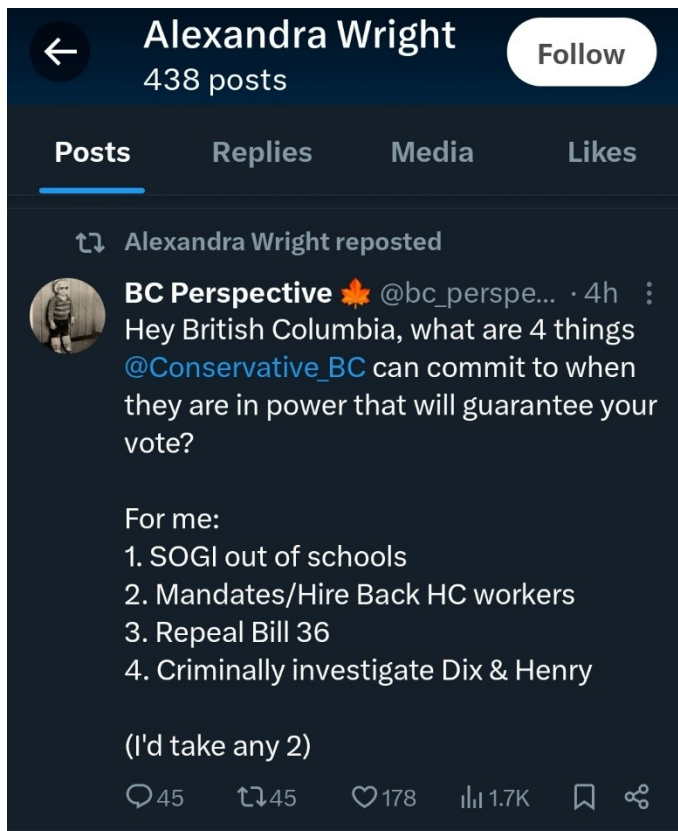 Alexandra Wright
438 posts
Follow
Posts Replies Media Likes
Alexandra Wright reposted
BC Perspective 🍁 @bc_perspe... · 4h
Hey British Columbia, what are 4 things
@Conservative_BC can commit to when
they are in power that will guarantee your
vote?
For me:
1. SOGI out of schools
2. Mandates/Hire Back HC workers
3. Repeal Bill 36
4. Criminally investigate Dix & Henry
(I'd take any 2)
45 45 178 1.7K